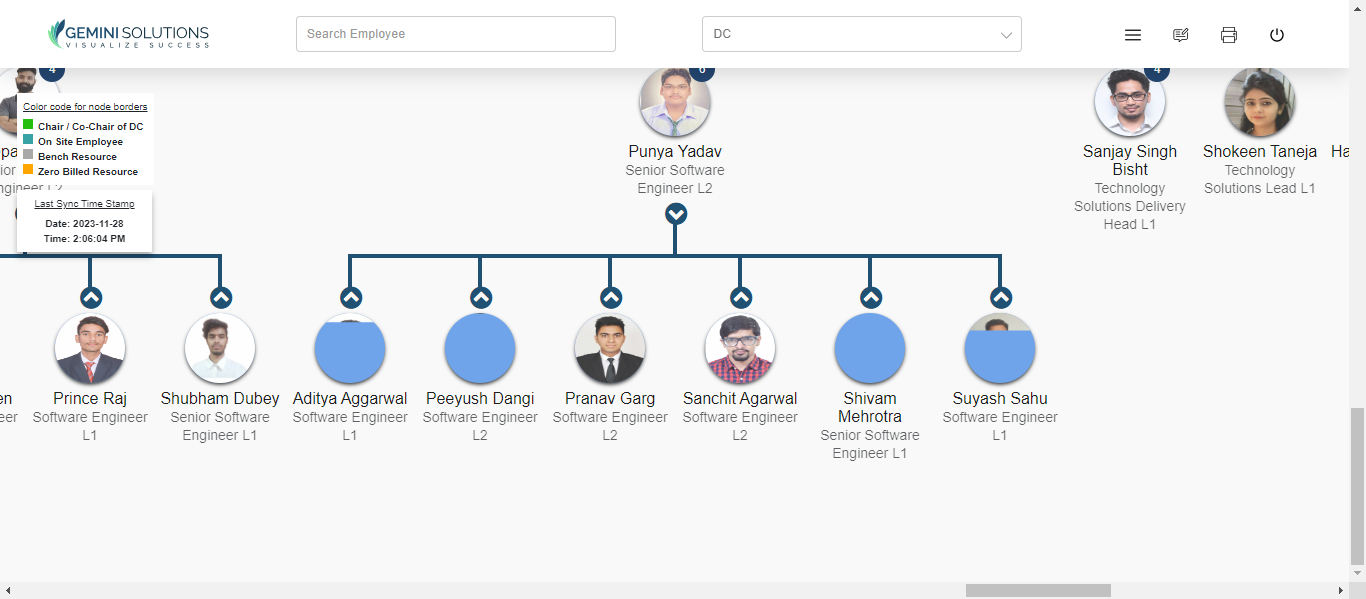 GEMINI SOLUTIONS
VISUALIZE SUCCESS
Search Employee
DC
4
6
4
Color code for node borders
Chair / Co-Chair of DC
On Site Employee
Bench Resource
Zero Billed Resource
Last Sync Time Stamp
Date: 2023-11-28
Time: 2:06:04 PM
Punya Yadav
Senior Software
Engineer L2
Sanjay Singh
Bisht
Technology
Solutions Delivery
Head L1
Shokeen Taneja
Technology
Solutions Lead L1
Ha
en
eer
Prince Raj
Software Engineer
L1
Shubham Dubey
Senior Software
Engineer L1
Aditya Aggarwal
Software Engineer
L1
Peeyush Dangi
Software Engineer
L2
Pranav Garg
Software Engineer
L2
Sanchit Agarwal
Software Engineer
L2
Shivam
Mehrotra
Senior Software
Engineer L1
Suyash Sahu
Software Engineer
L1